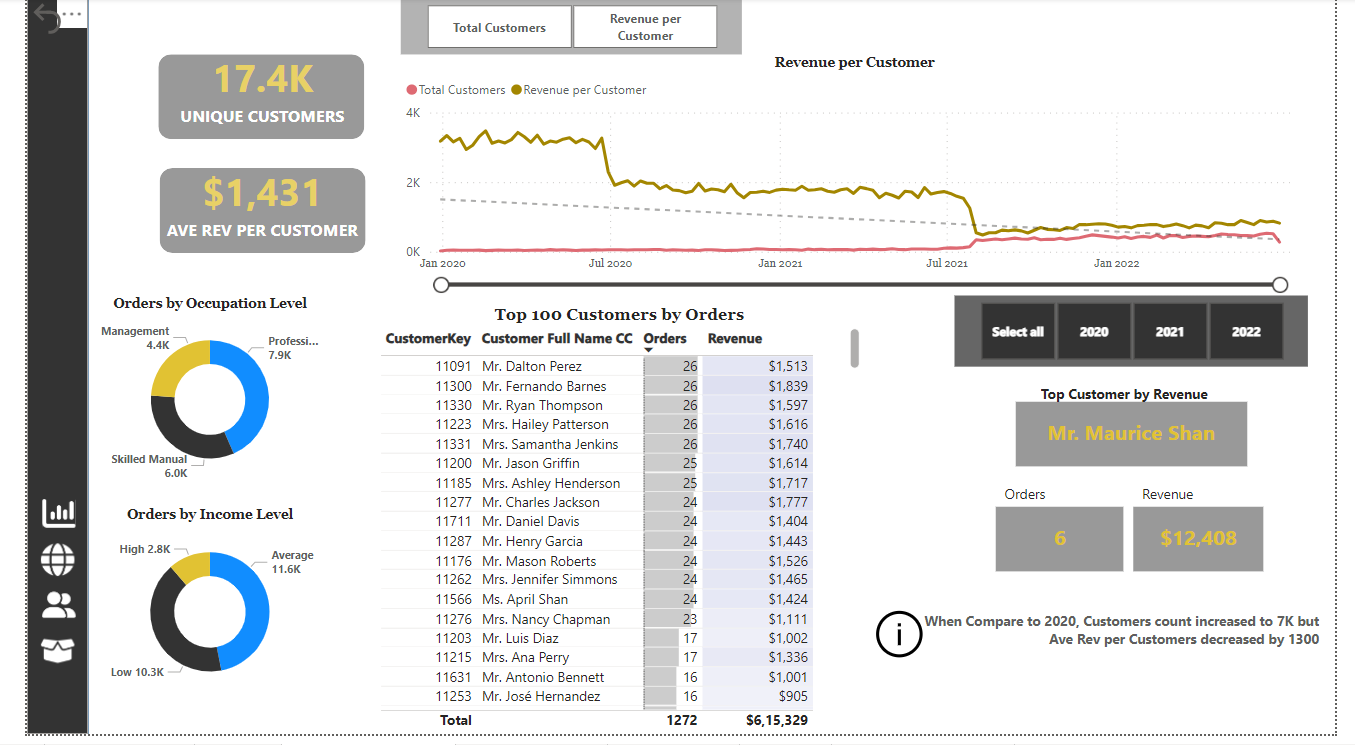 Total Customers
Revenue per
Customer
17.4K
UNIQUE CUSTOMERS
$1,431
AVE REV PER CUSTOMER
Revenue per Customer
Total Customers Revenue per Customer
4K
2K
0K
Jan 2020 Jul 2020 Jan 2021 Jul 2021 Jan 2022
Orders by Occupation Level
Management
4.4K
Professi...
7.9K
Skilled Manual
6.0K
Orders by Income Level
High 2.8K
Average
11.6K
Low 10.3K
Top 100 Customers by Orders
CustomerKey Customer Full Name CC Orders Revenue
11091 Mr. Dalton Perez 26 $1,513
11300 Mr. Fernando Barnes 26 $1,839
11330 Mr. Ryan Thompson 26 $1,597
11223 Mrs. Hailey Patterson 26 $1,616
11331 Mrs. Samantha Jenkins 26 $1,740
11200 Mr. Jason Griffin 25 $1,614
11185 Mrs. Ashley Henderson 25 $1,717
11277 Mr. Charles Jackson 24 $1,777
11711 Mr. Daniel Davis 24 $1,404
11287 Mr. Henry Garcia 24 $1,443
11176 Mr. Mason Roberts 24 $1,526
11262 Mrs. Jennifer Simmons 24 $1,465
11566 Ms. April Shan 24 $1,424
11276 Mrs. Nancy Chapman 23 $1,111
11203 Mr. Luis Diaz 17 $1,002
11215 Mrs. Ana Perry 17 $1,336
11631 Mr. Antonio Bennett 16 $1,001
11253 Mr. José Hernandez 16 $905
Total 1272 $6,15,329
Select all 2020 2021 2022
Top Customer by Revenue
Mr. Maurice Shan
Orders Revenue
6 $12,408
When Compare to 2020, Customers count increased to 7K but
Ave Rev per Customers decreased by 1300